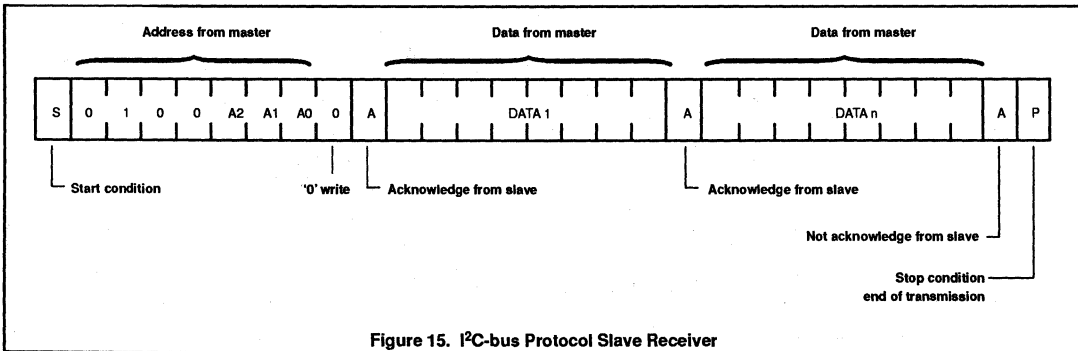 Address from master Data from master Data from master
S 0 1 0 0 A2 A1 A0 0 A DATA 1 A DATA n A P
Start condition '0' write Acknowledge from slave Acknowledge from slave
Not acknowledge from slave
Stop condition
end of transmission
Figure 15. I²C-bus Protocol Slave Receiver